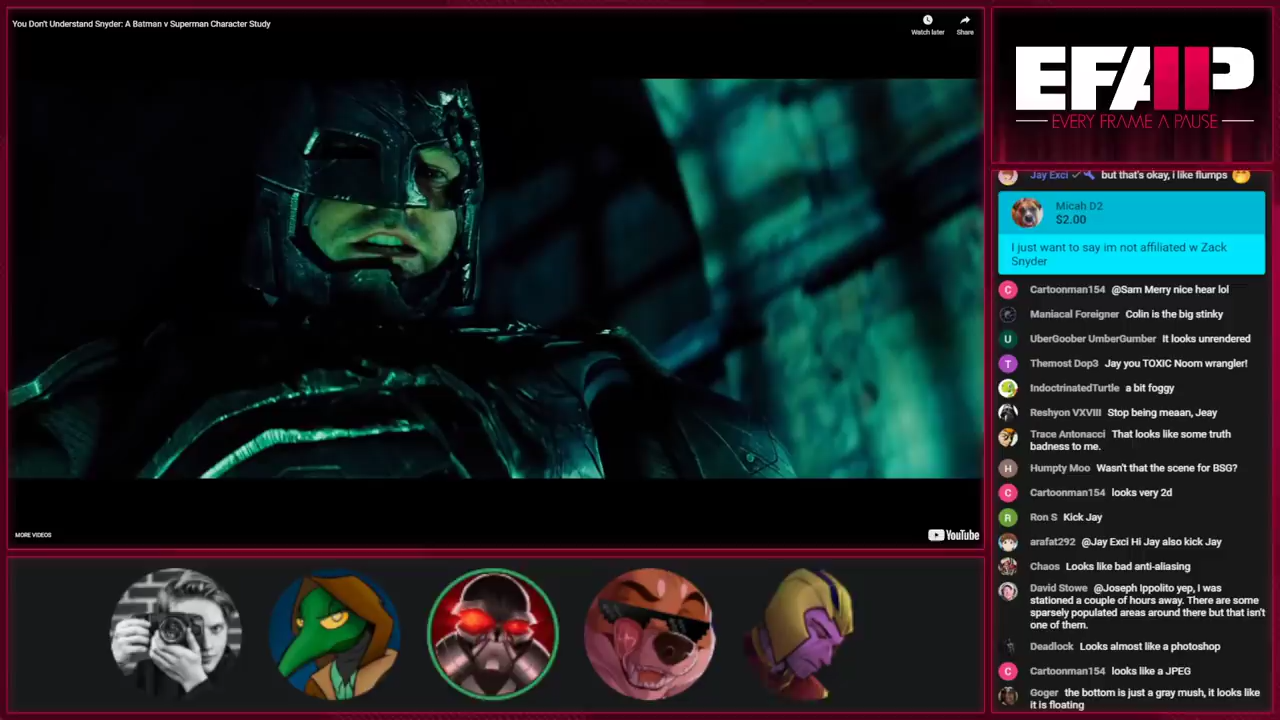 You Don't Understand Snyder: A Batman v Superman Character Study
Watch later
Share
MORE VIDEOS
YouTube
EFAP
EVERY FRAME A PAUSE
Jay Exci but that's okay, i like flumps
Micah D2
$2.00
I just want to say im not affiliated w Zack
Snyder
C Cartoonman154 @Sam Merry nice hear lol
Maniacal Foreigner Colin is the big stinky
U UberGoober UmberGumber It looks unrendered
T Themost Dop3 Jay you TOXIC Noom wrangler!
IndoctrinatedTurtle a bit foggy
Reshyon VXVIII Stop being meaan, Jeay
Trace Antonacci That looks like some truth
badness to me.
H Humpty Moo Wasn't that the scene for BSG?
C Cartoonman154 looks very 2d
R Ron S Kick Jay
arafat292 @Jay Exci Hi Jay also kick Jay
Chaos Looks like bad anti-aliasing
David Stowe @Joseph Ippolito yep, i was
stationed a couple of hours away. There are some
sparsely populated areas around there but that isn't
one of them.
Deadlock Looks almost like a photoshop
C Cartoonman154 looks like a JPEG
Goger the bottom is just a gray mush, it looks like
it is floating